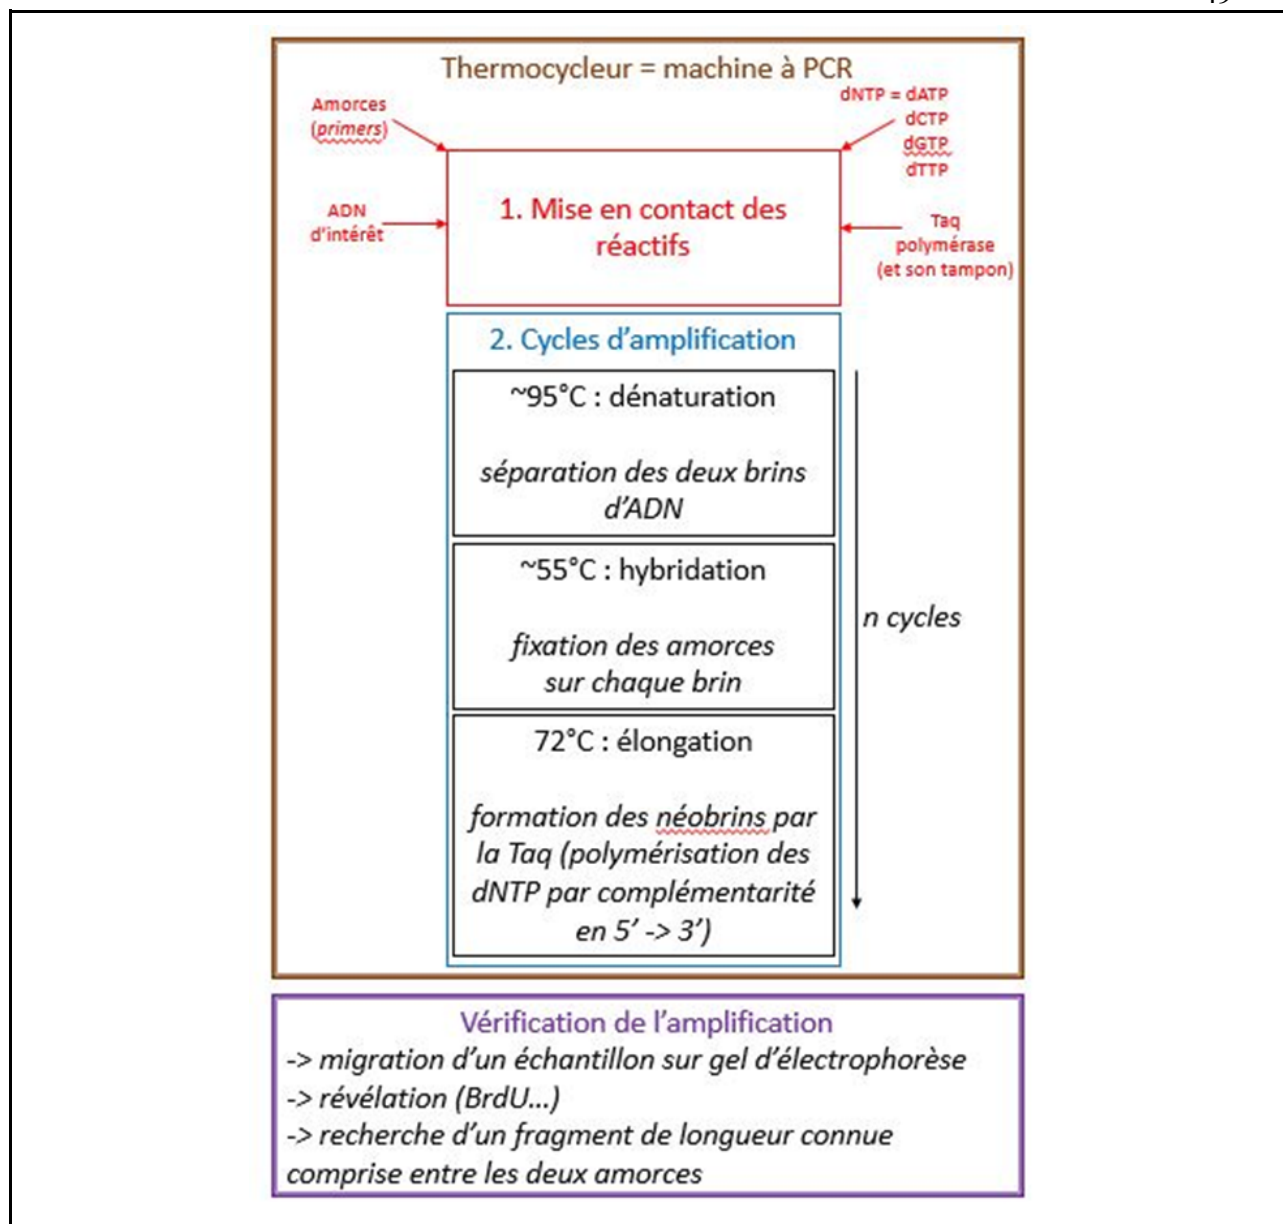 Thermocycleur = machine à PCR
Amorces
(primers)
dNTP = dATP
dCTP
dGTP
dTTP
ADN
d'intérêt
1. Mise en contact des
réactifs
Taq
polymérase
(et son tampon)
2. Cycles d'amplification
~95°C : dénaturation
séparation des deux brins
d'ADN
~55°C : hybridation
fixation des amorces
sur chaque brin
n cycles
72°C : élongation
formation des néobrins par
la Taq (polymérisation des
dNTP par complémentarité
en 5' -> 3')
Vérification de l'amplification
-> migration d'un échantillon sur gel d'électrophorèse
-> révélation (BrdU...)
-> recherche d'un fragment de longueur connue
comprise entre les deux amorces